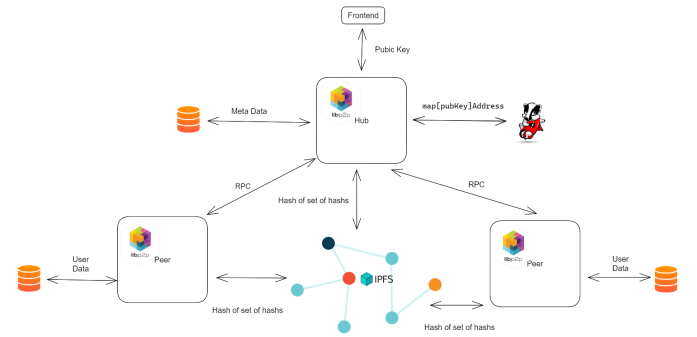 Frontend
Pubic Key
libp2p
Hub
Meta Data
map[pubKey]Address
RPC
RPC
Hash of set of hashs
libp2p
Peer
User
Data
IPFS
libp2p
Peer
User
Data
Hash of set of hashs
Hash of set of hashs